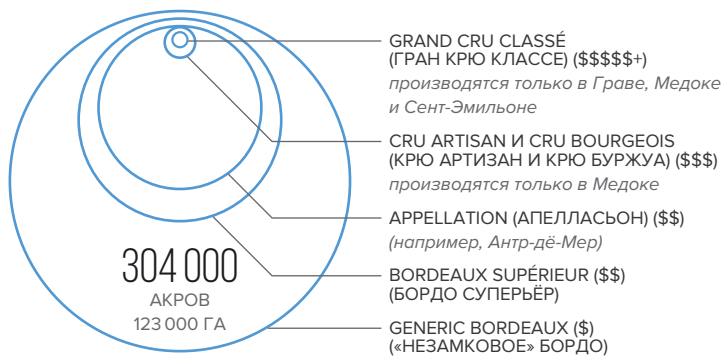 GRAND CRU CLASSÉ
(ГРАН КРЮ КЛАССЕ) ($$$$$+)
производятся только в Граве, Медоке
и Сент-Эмильоне
CRU ARTISAN И CRU BOURGEOIS
(КРЮ АРТИЗАН И КРЮ БУРЖУА) ($$$)
производятся только в Медоке
APPELLATION (АПЕЛЛАСЬОН) ($$)
(например, Антр-дё-Мер)
BORDEAUX SUPÉRIEUR ($$)
(БОРДО СУПЕРЬЁР)
GENERIC BORDEAUX ($)
(«НЕЗАМКОВОЕ» БОРДО)
304 000
АКРОВ
123 000 ГА